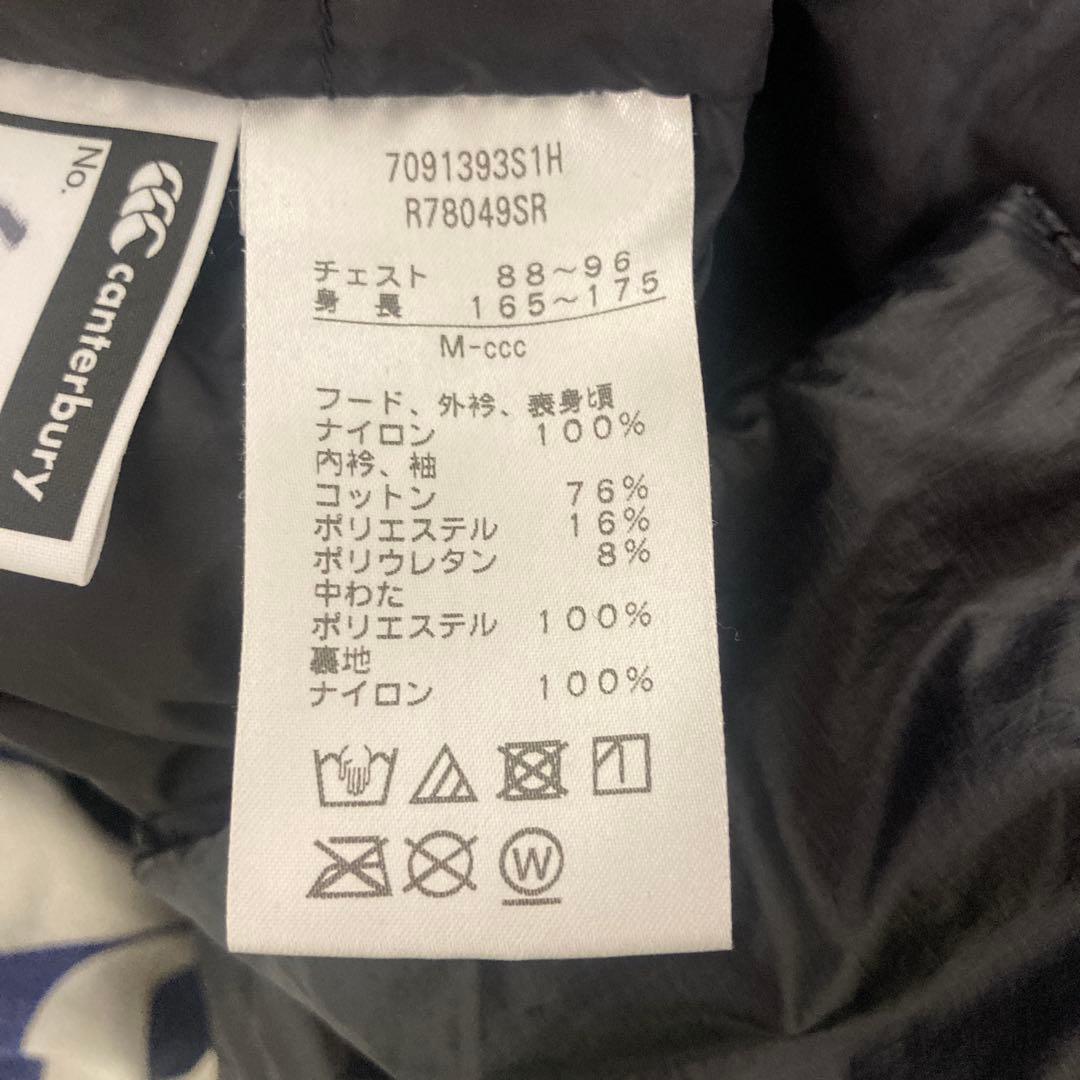 No.
canterbury
7091393S1H
R78049SR
チェスト 88～96
身長 165～175
M-ccc
フード、外衿、表身頃
ナイロン 100%
内衿、袖
コットン 76%
ポリエステル 16%
ポリウレタン 8%
中わた
ポリエステル 100%
裏地
ナイロン 100%
W